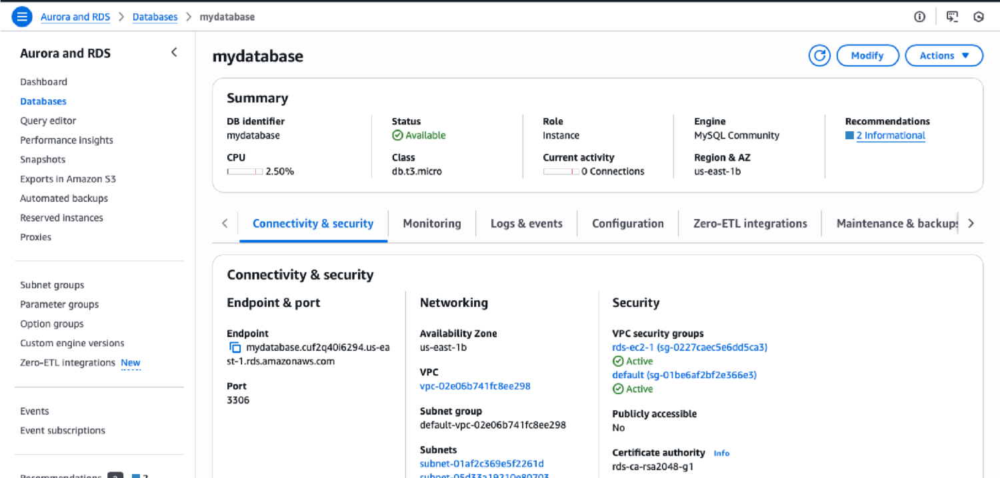 Aurora and RDS > Databases > mydatabase
Aurora and RDS
Dashboard
Databases
Query editor
Performance insights
Snapshots
Exports in Amazon S3
Automated backups
Reserved instances
Proxies
Subnet groups
Parameter groups
Option groups
Custom engine versions
Zero-ETL integrations New
Events
Event subscriptions
Recommendations 2
mydatabase
Modify
Actions
Summary
DB identifier
mydatabase
CPU
2.50%
Status
Available
Class
db.t3.micro
Role
Instance
Current activity
0 Connections
Engine
MySQL Community
Region & AZ
us-east-1b
Recommendations
2 Informational
Connectivity & security
Monitoring
Logs & events
Configuration
Zero-ETL integrations
Maintenance & backups
Connectivity & security
Endpoint & port
Endpoint
mydatabase.cuf2q40i6294.us-ea
st-1.rds.amazonaws.com
Port
3306
Networking
Availability Zone
us-east-1b
VPC
vpc-02e06b741fc8ee298
Subnet group
default-vpc-02e06b741fc8ee298
Subnets
subnet-01af2c369e5f2261d
subnet-05d33a19210e80703
Security
VPC security groups
rds-ec2-1 (sg-0227caec5e6dd5ca3)
Active
default (sg-01be6af2bf2e366e3)
Active
Publicly accessible
No
Certificate authority Info
rds-ca-rsa2048-g1